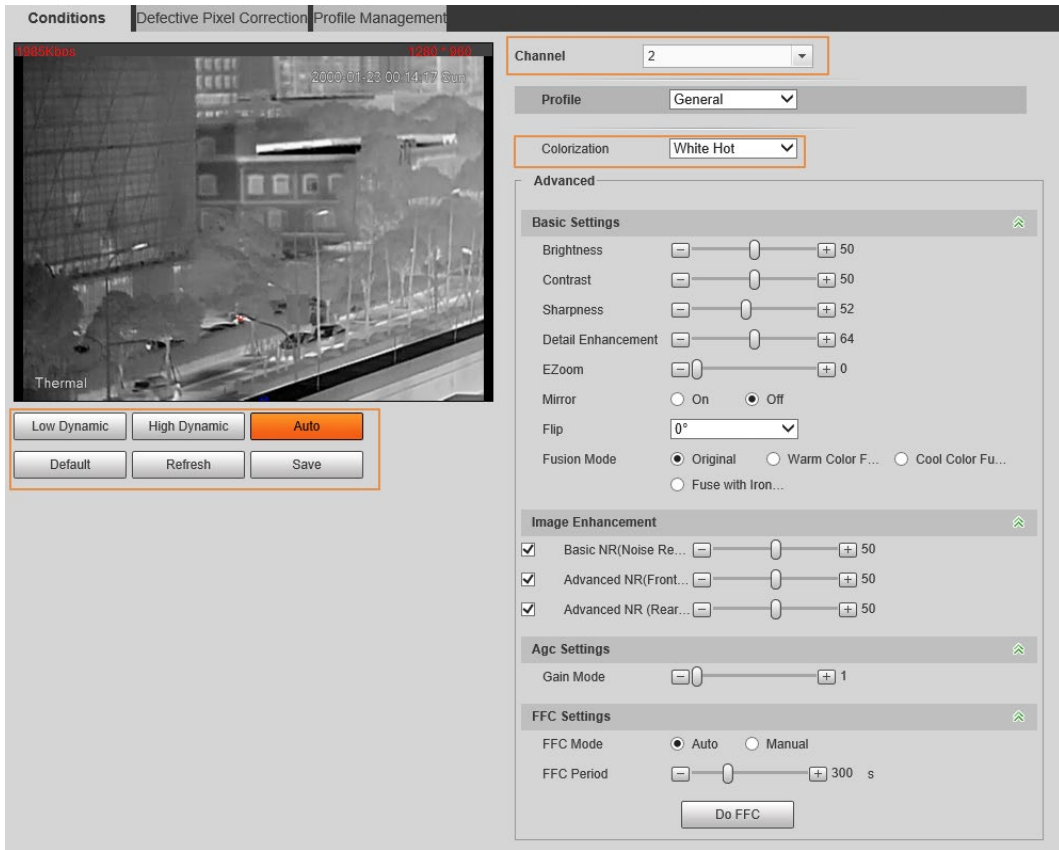 Conditions Defective Pixel Correction Profile Management
1985Kbps 1280 * 960
2000-01-23 00:14:17 Sun
Thermal
Low Dynamic High Dynamic Auto
Default Refresh Save
Channel 2
Profile General
Colorization White Hot
Advanced
Basic Settings
Brightness 50
Contrast 50
Sharpness 52
Detail Enhancement 64
EZoom 0
Mirror On Off
Flip 0°
Fusion Mode Original Warm Color F... Cool Color Fu...
Fuse with Iron...
Image Enhancement
Basic NR(Noise Re... 50
Advanced NR(Front... 50
Advanced NR (Rear... 50
Agc Settings
Gain Mode 1
FFC Settings
FFC Mode Auto Manual
FFC Period 300 s
Do FFC